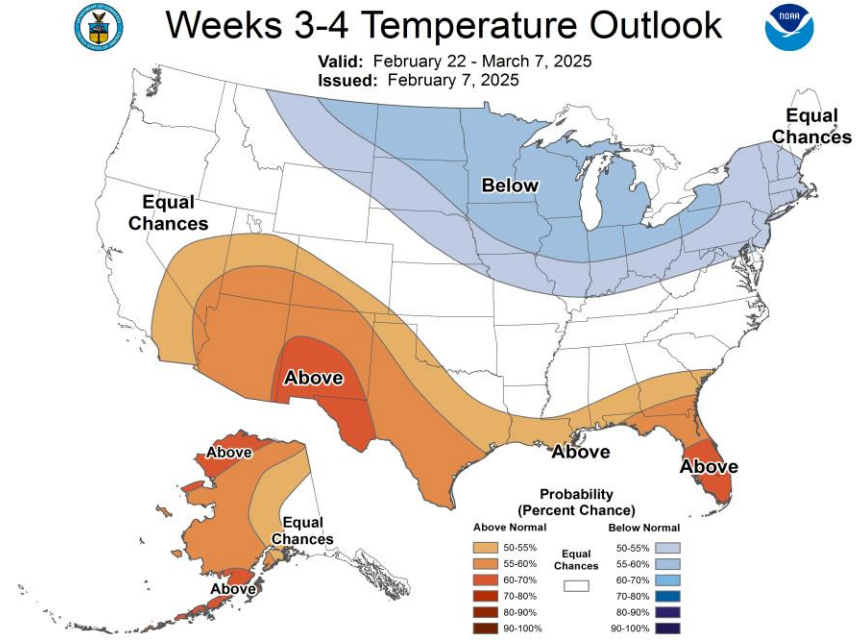 Weeks 3-4 Temperature Outlook
NOAA
Valid: February 22 - March 7, 2025
Issued: February 7, 2025
Equal
Chances
Below
Equal
Chances
Above
Above
Above
Above
Equal
Chances
Above
Probability
(Percent Chance)
Above Normal
Below Normal
50-55%
55-60%
60-70%
70-80%
80-90%
90-100%
Equal
Chances
50-55%
55-60%
60-70%
70-80%
80-90%
90-100%